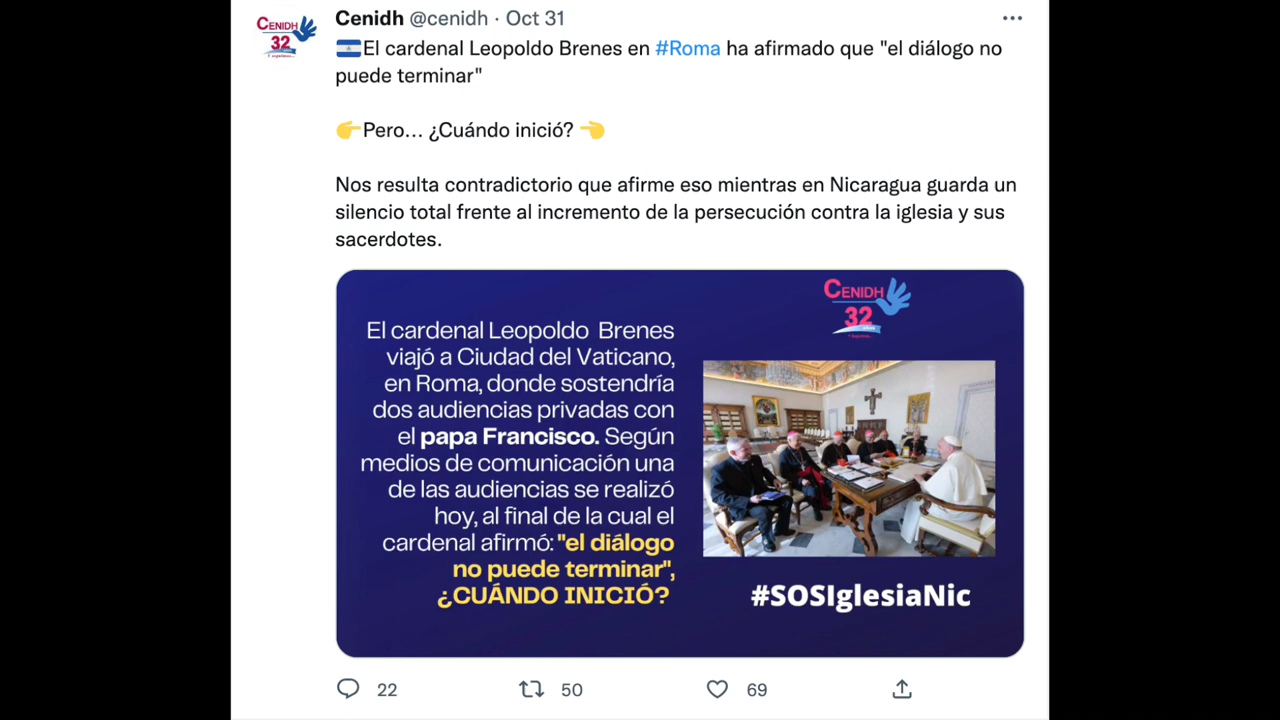 Cenidh @cenidh · Oct 31
CENIDH
32
El cardenal Leopoldo Brenes en #Roma ha afirmado que "el diálogo no
puede terminar"
Pero... ¿Cuándo inició?
Nos resulta contradictorio que afirme eso mientras en Nicaragua guarda un
silencio total frente al incremento de la persecución contra la iglesia y sus
sacerdotes.
El cardenal Leopoldo Brenes
viajó a Ciudad del Vaticano,
en Roma, donde sostendría
dos audiencias privadas con
el papa Francisco. Según
medios de comunicación una
de las audiencias se realizó
hoy, al final de la cual el
cardenal afirmó: "el diálogo
no puede terminar",
¿CUÁNDO INICIÓ?
CENIDH
32
#SOSIglesiaNic
22 50 69